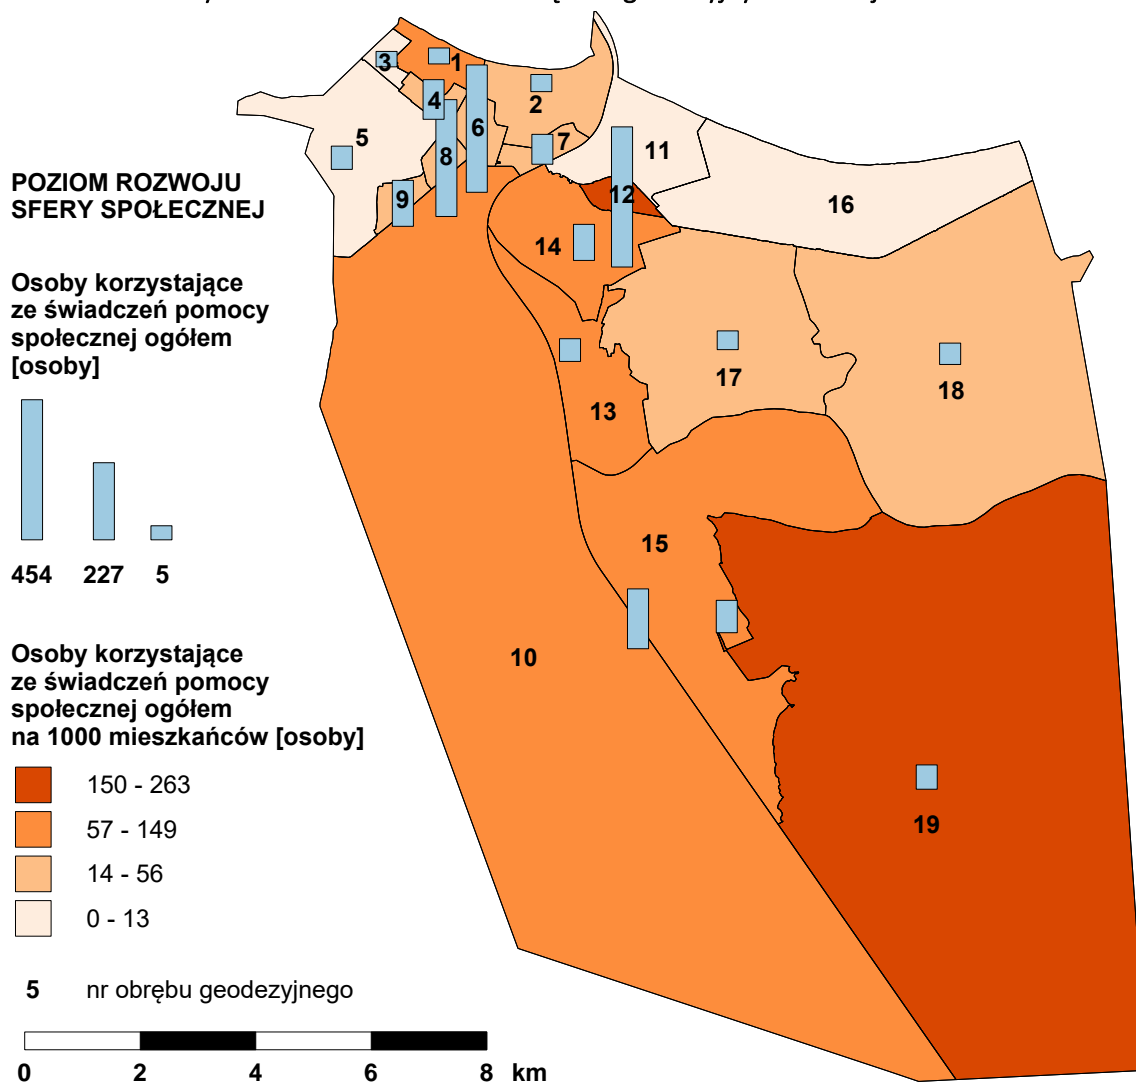 POZIOM ROZWOJU
SFERY SPOŁECZNEJ
Osoby korzystające
ze świadczeń pomocy
społecznej ogółem
[osoby]
454 227 5
Osoby korzystające
ze świadczeń pomocy
społecznej ogółem
na 1000 mieszkańców [osoby]
150 - 263
57 - 149
14 - 56
0 - 13
5 nr obrębu geodezyjnego
0 2 4 6 8 km
1
2
3
4
5
6
7
8
9
10
11
12
13
14
15
16
17
18
19